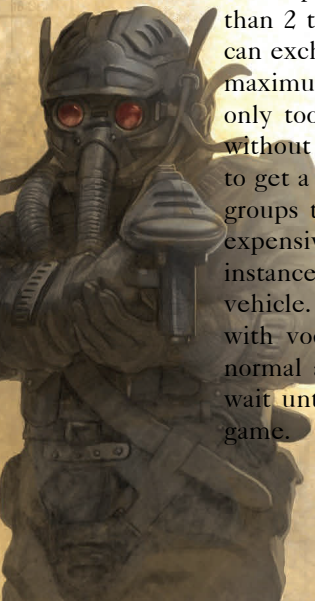 than 2 t
can exch
maximu
only too
without
to get a
groups t
expensiv
instance
vehicle.
with voc
normal a
wait unt
game.